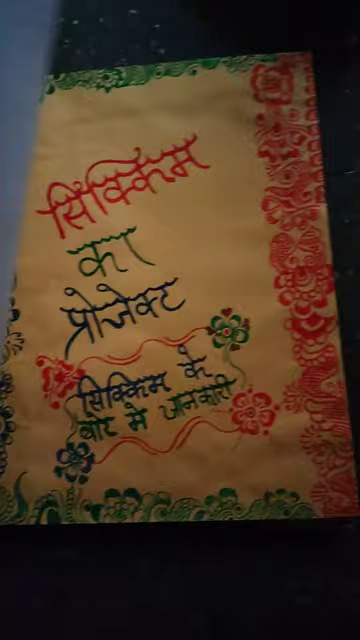 सिक्किम
का
प्रोजेक्ट
सिक्किम के
बारे मे जानकारी